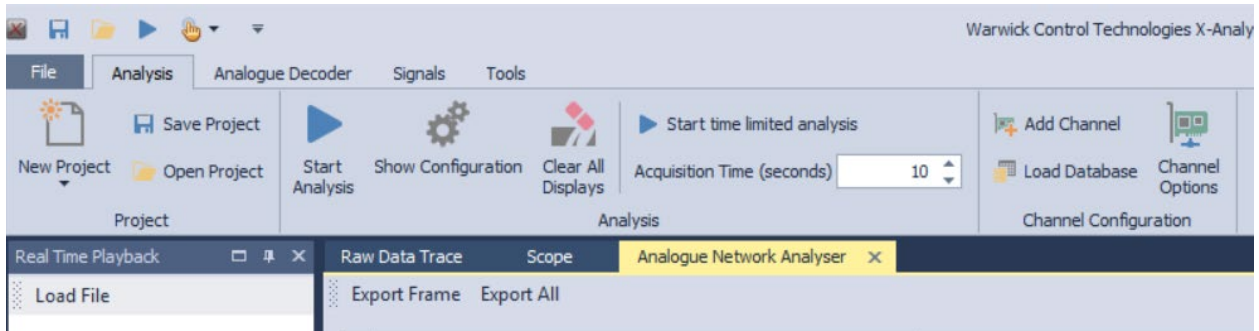 Warwick Control Technologies X-Analy
File Analysis Analogue Decoder Signals Tools
New Project
Save Project
Open Project
Project
Start
Analysis
Show Configuration
Clear All
Displays
Start time limited analysis
Acquisition Time (seconds) 10
Analysis
Add Channel
Load Database
Channel
Options
Channel Configuration
Real Time Playback
Load File
Raw Data Trace Scope Analogue Network Analyser
Export Frame Export All